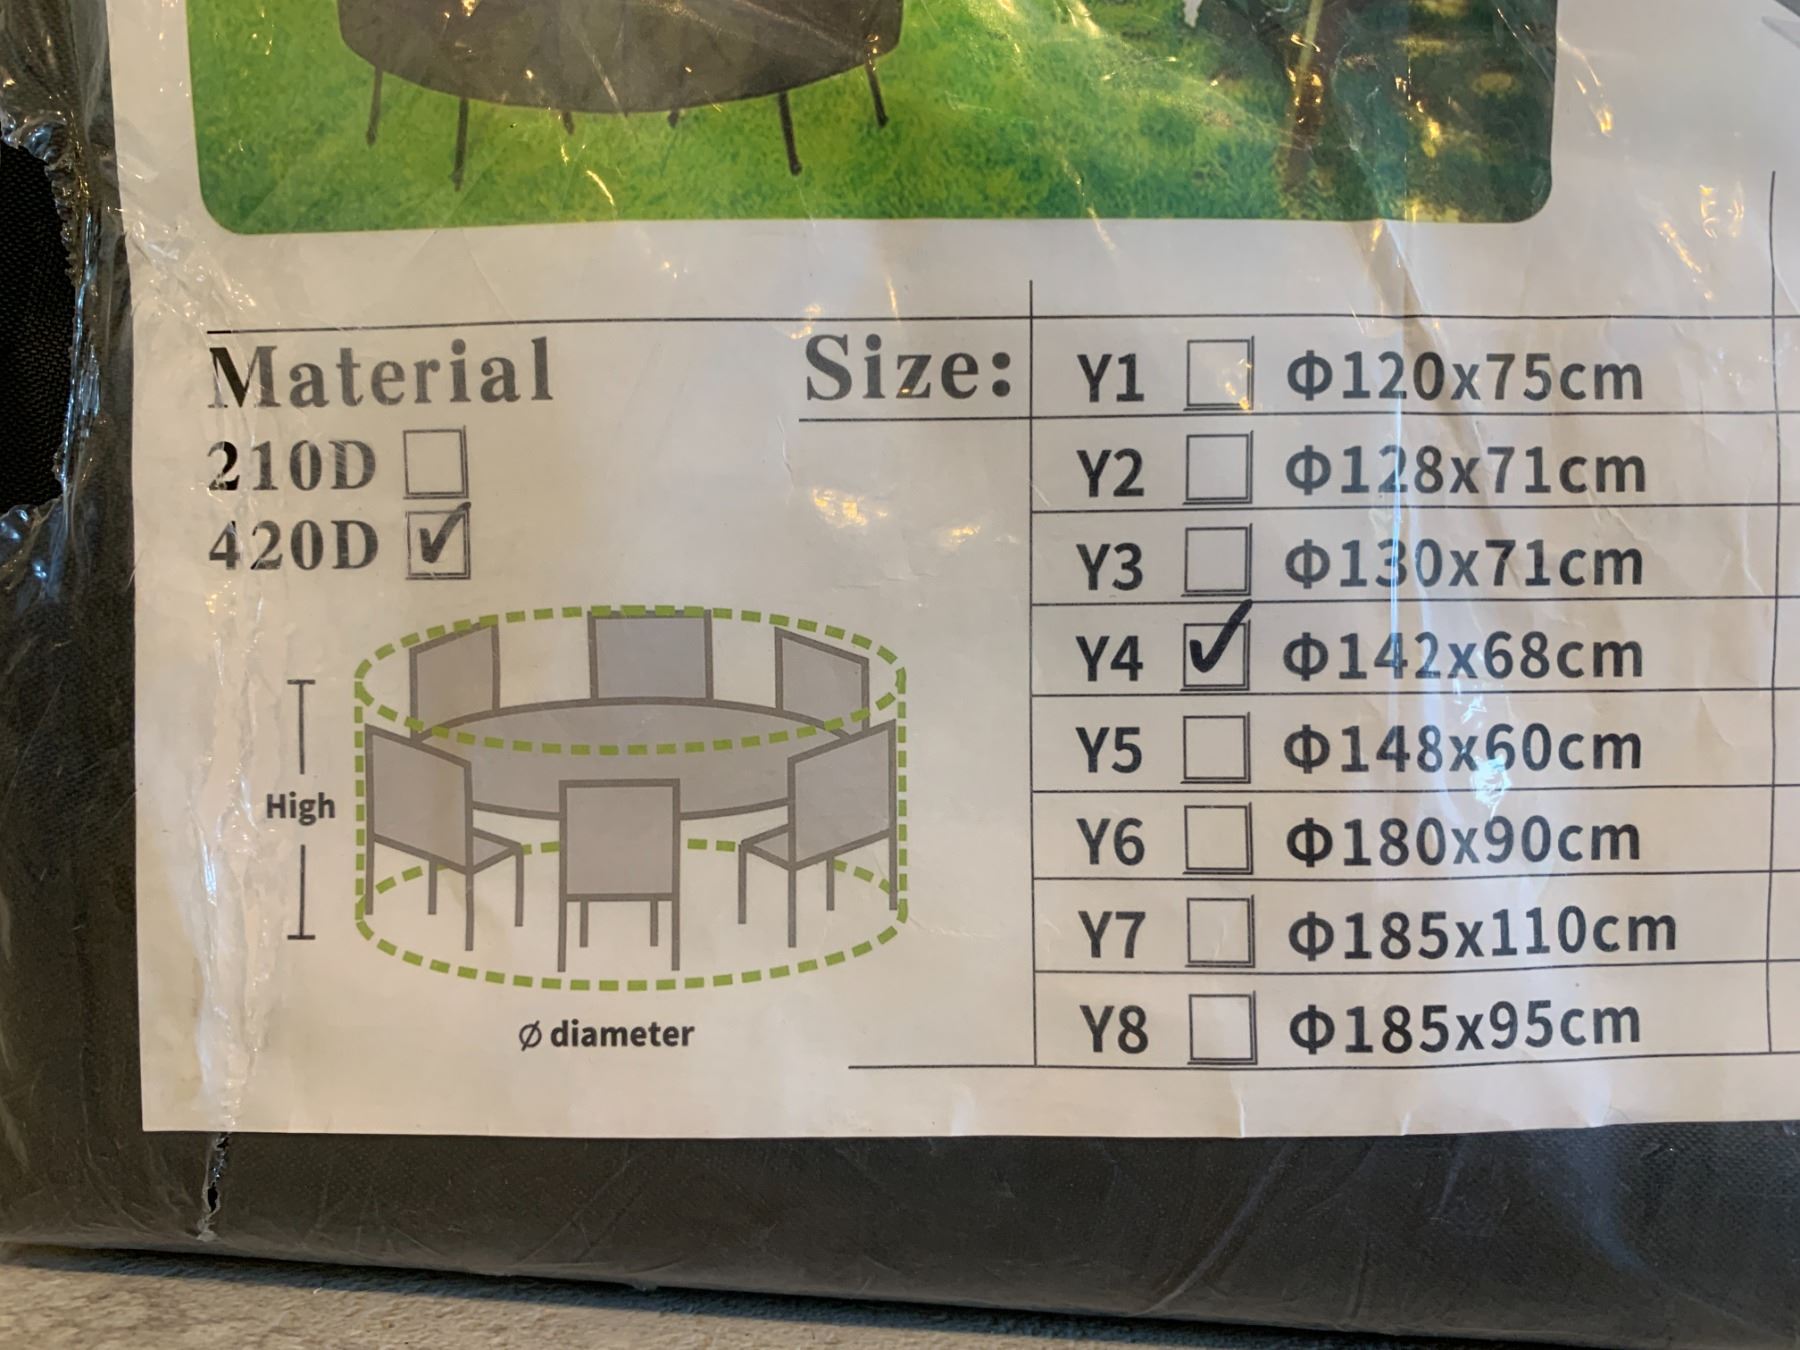 Material
210D
420D
Size:
Y1 Φ120x75cm
Y2 Φ128x71cm
Y3 Φ130x71cm
Y4 Φ142x68cm
Y5 Φ148x60cm
Y6 Φ180x90cm
Y7 Φ185x110cm
Y8 Φ185x95cm
High
Ø diameter